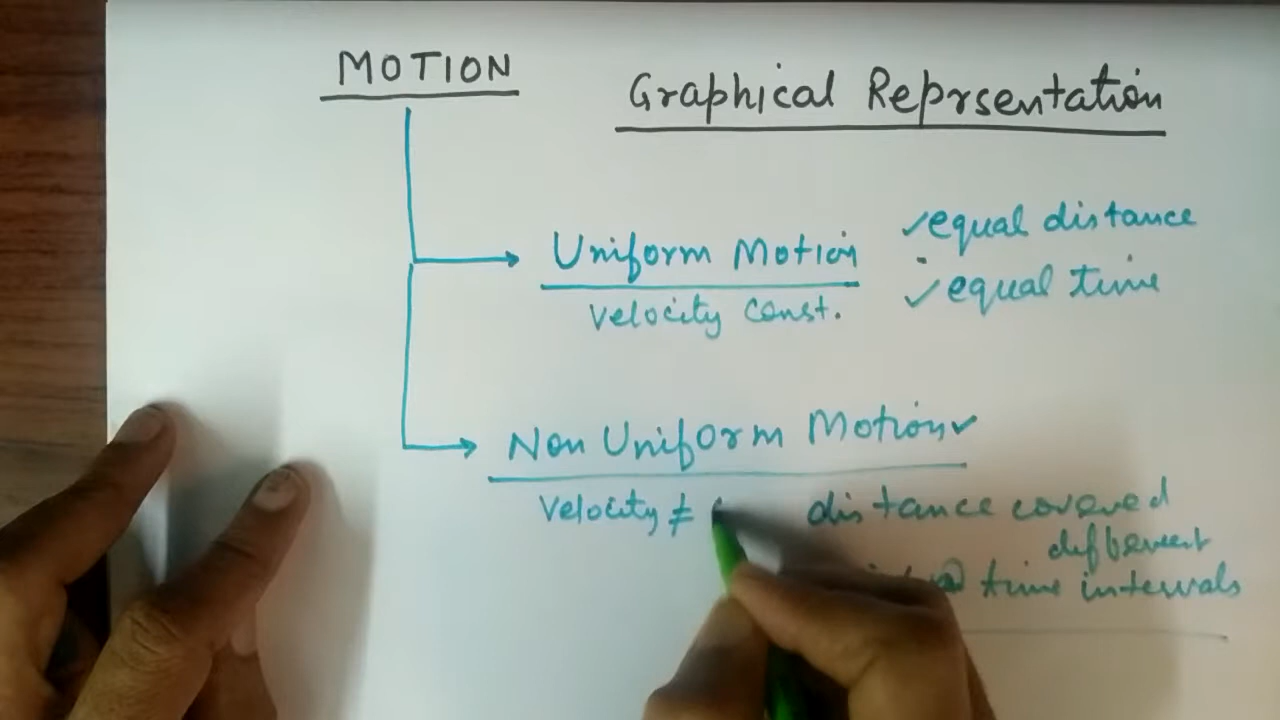 MOTION
Graphical Reprsentation
Uniform Motion
velocity const.
equal distance
equal time
Non Uniform Motion
Velocity ≠
distance covered
different
time intervals